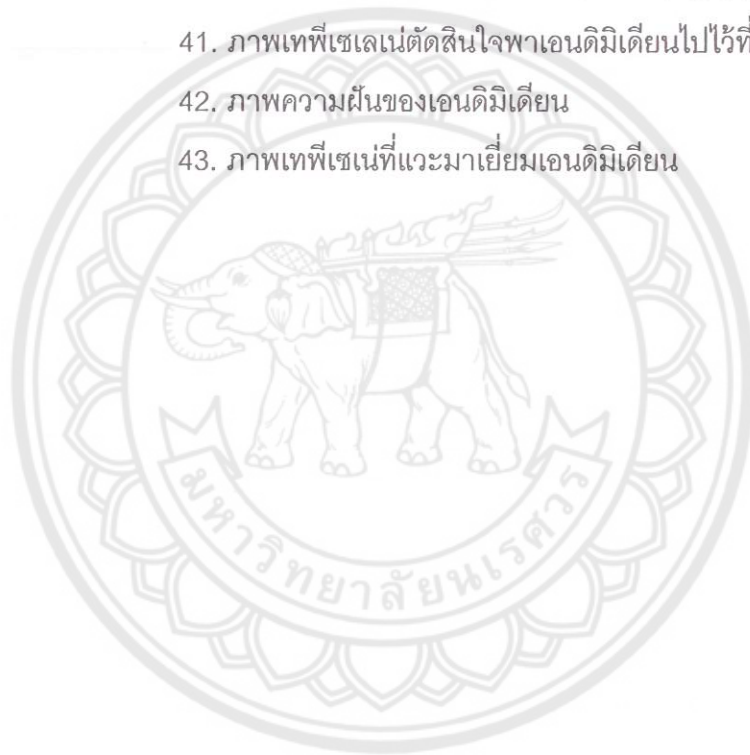 41. ภาพเทพีเซเลเน่ตัดสินใจพาเอนดิมิเดียนไปไว้ที่
42. ภาพความฝันของเอนดิมิเดียน
43. ภาพเทพีเซเน่ที่แวะมาเยี่ยมเอนดิมิเดียน
มหาวิทยาลัยนเรศวร